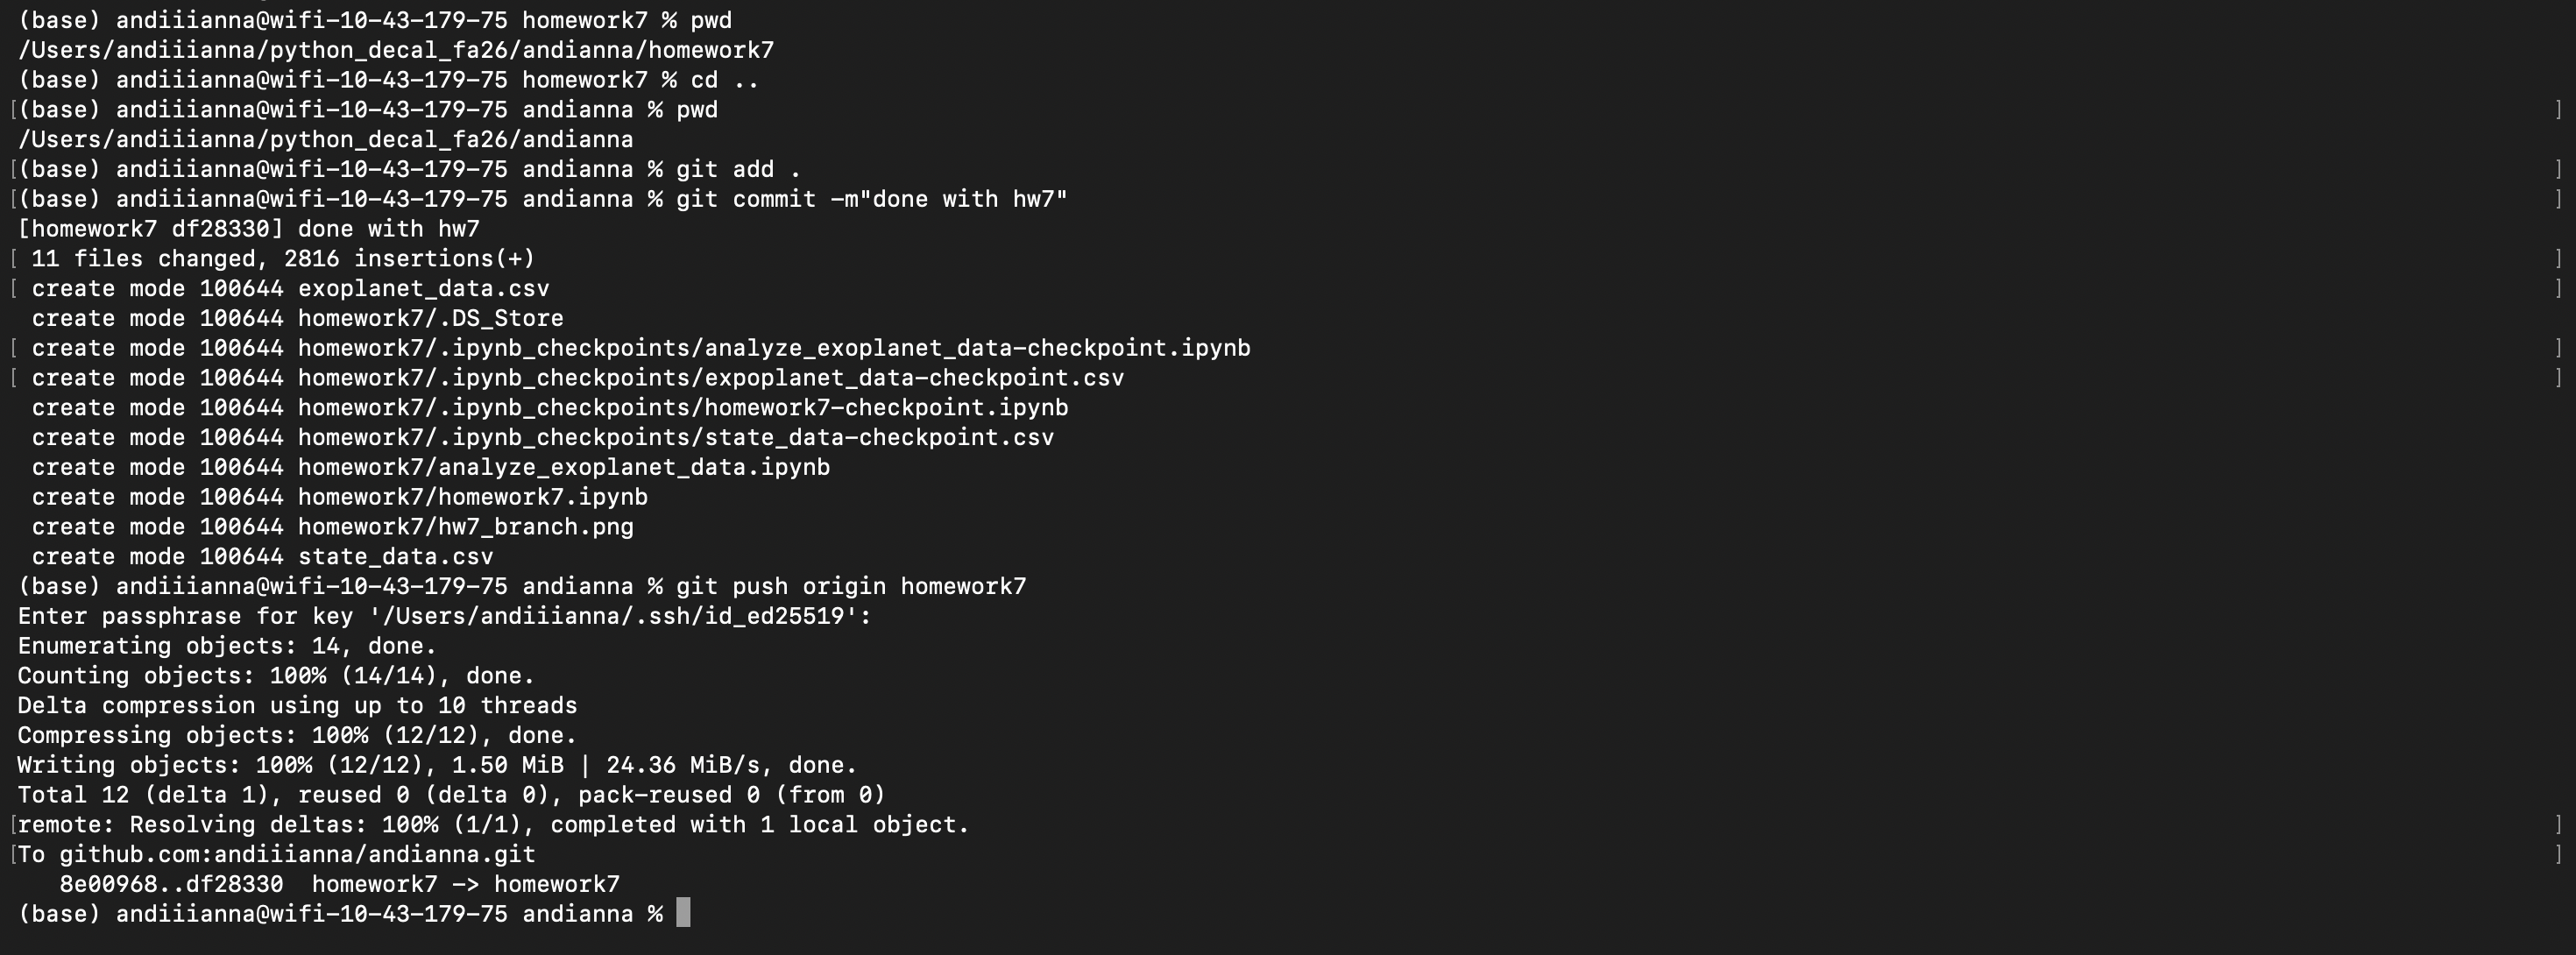 (base) andiiianna@wifi-10-43-179-75 homework7 % pwd
/Users/andiiianna/python_decal_fa26/andianna/homework7
(base) andiiianna@wifi-10-43-179-75 homework7 % cd ..
[(base) andiiianna@wifi-10-43-179-75 andianna % pwd ]
/Users/andiiianna/python_decal_fa26/andianna
[(base) andiiianna@wifi-10-43-179-75 andianna % git add . ]
[(base) andiiianna@wifi-10-43-179-75 andianna % git commit -m"done with hw7" ]
[homework7 df28330] done with hw7
[ 11 files changed, 2816 insertions(+) ]
[ create mode 100644 exoplanet_data.csv ]
create mode 100644 homework7/.DS_Store
[ create mode 100644 homework7/.ipynb_checkpoints/analyze_exoplanet_data-checkpoint.ipynb ]
[ create mode 100644 homework7/.ipynb_checkpoints/expoplanet_data-checkpoint.csv ]
create mode 100644 homework7/.ipynb_checkpoints/homework7-checkpoint.ipynb
create mode 100644 homework7/.ipynb_checkpoints/state_data-checkpoint.csv
create mode 100644 homework7/analyze_exoplanet_data.ipynb
create mode 100644 homework7/homework7.ipynb
create mode 100644 homework7/hw7_branch.png
create mode 100644 state_data.csv
(base) andiiianna@wifi-10-43-179-75 andianna % git push origin homework7
Enter passphrase for key '/Users/andiiianna/.ssh/id_ed25519':
Enumerating objects: 14, done.
Counting objects: 100% (14/14), done.
Delta compression using up to 10 threads
Compressing objects: 100% (12/12), done.
Writing objects: 100% (12/12), 1.50 MiB | 24.36 MiB/s, done.
Total 12 (delta 1), reused 0 (delta 0), pack-reused 0 (from 0)
[remote: Resolving deltas: 100% (1/1), completed with 1 local object. ]
[To github.com:andiiianna/andianna.git ]
8e00968..df28330  homework7 -> homework7
(base) andiiianna@wifi-10-43-179-75 andianna %